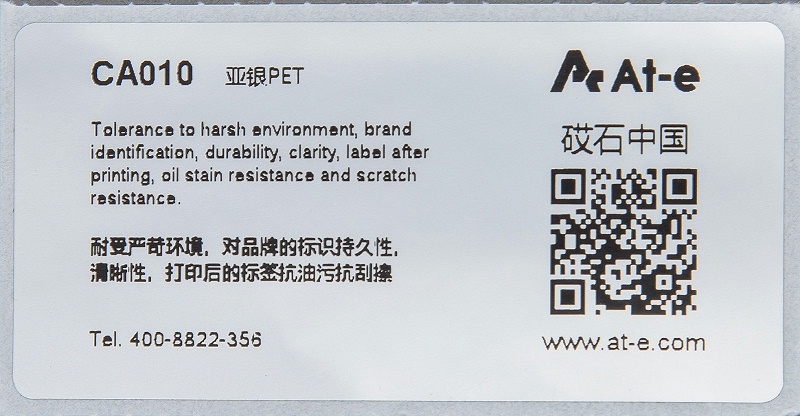 CA010 亚银PET
Tolerance to harsh environment, brand
identification, durability, clarity, label after
printing, oil stain resistance and scratch
resistance.
耐受严苛环境，对品牌的标识持久性，
清晰性，打印后的标签抗油污抗刮擦
Tel. 400-8822-356
At-e
砹石中国
www.at-e.com